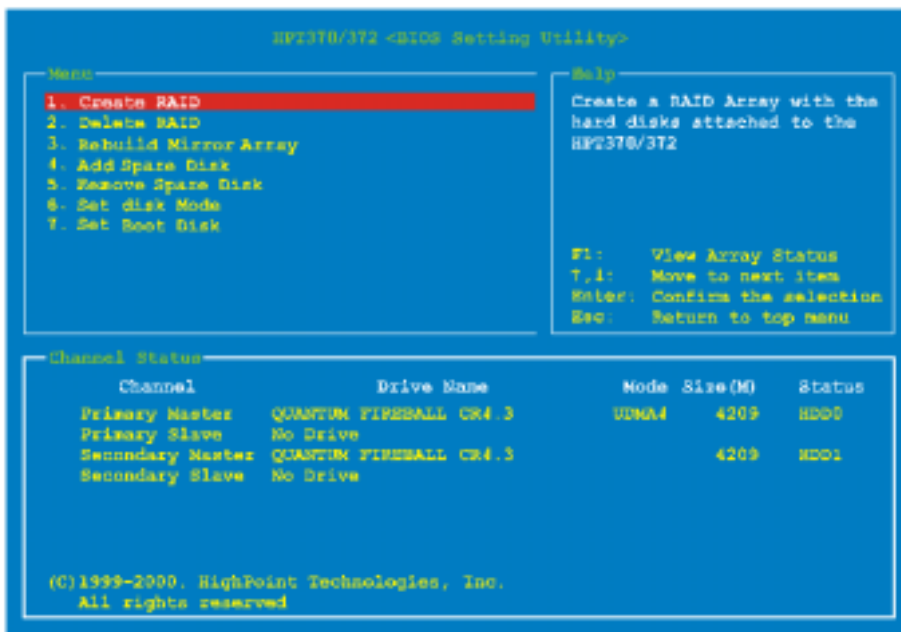 HPT370/372 <BIOS Setting Utility>
Menu
1. Create RAID
2. Delete RAID
3. Rebuild Mirror Array
4. Add Spare Disk
5. Remove Spare Disk
6. Set disk Mode
7. Set Boot Disk
Help
Create a RAID Array with the
hard disks attached to the
HPT370/372
F1: View Array Status
↑,↓: Move to next item
Enter: Confirm the selection
Esc: Return to top menu
Channel Status
Channel Drive Name Mode Size(M) Status
Primary Master QUANTUM FIREBALL CR4.3 UDMA4 4209 HDD0
Primary Slave No Drive
Secondary Master QUANTUM FIREBALL CR4.3 4209 HDD1
Secondary Slave No Drive
(C)1999-2000. HighPoint Technologies, Inc.
All rights reserved